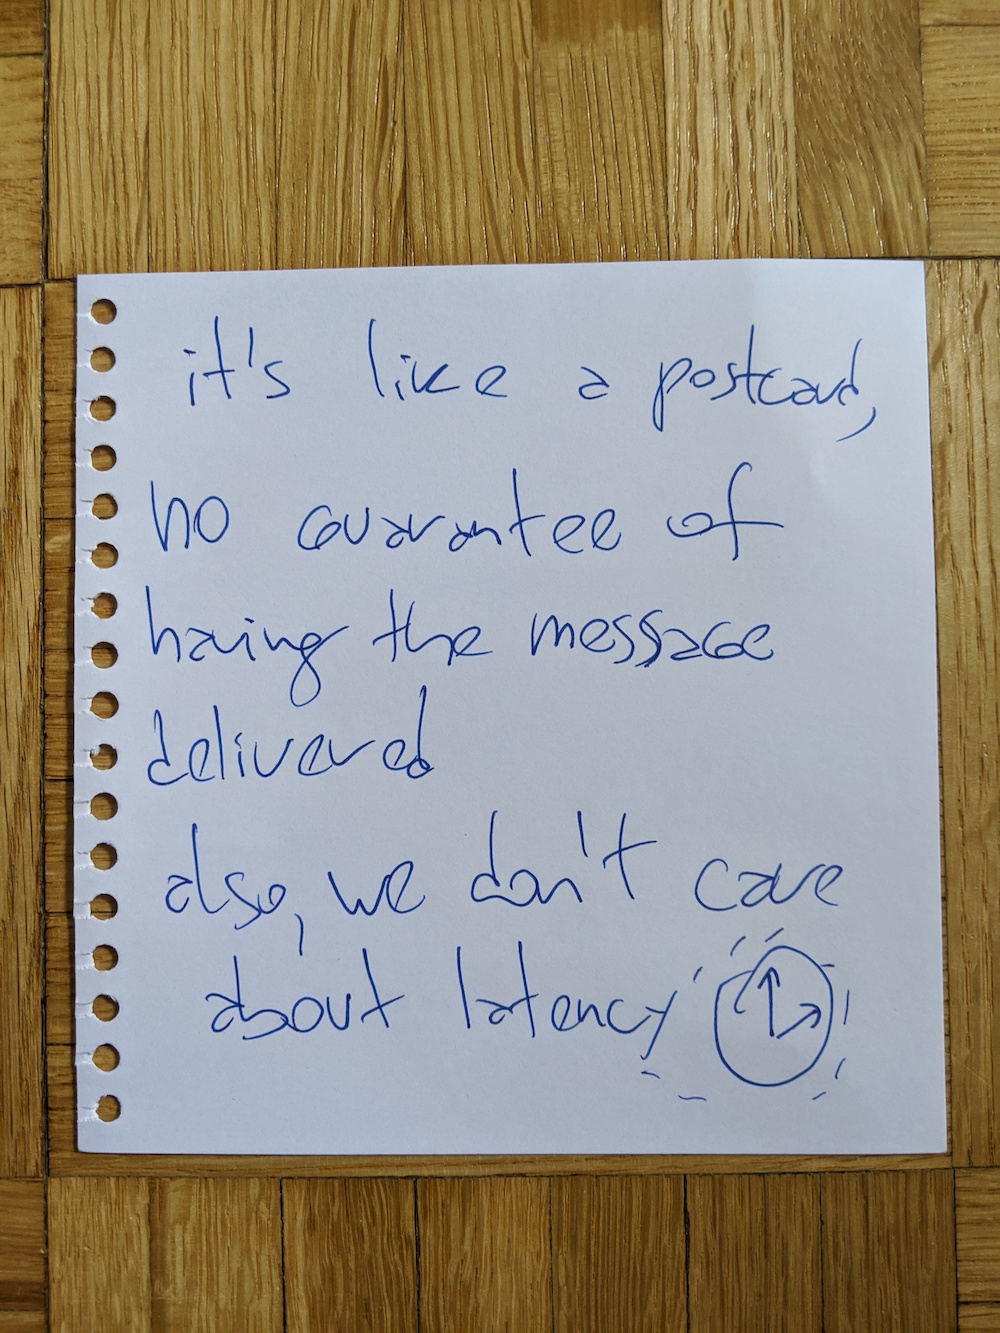 it's like a postcard,
no guarantee of
having the message
delivered
also, we don't care
about latency